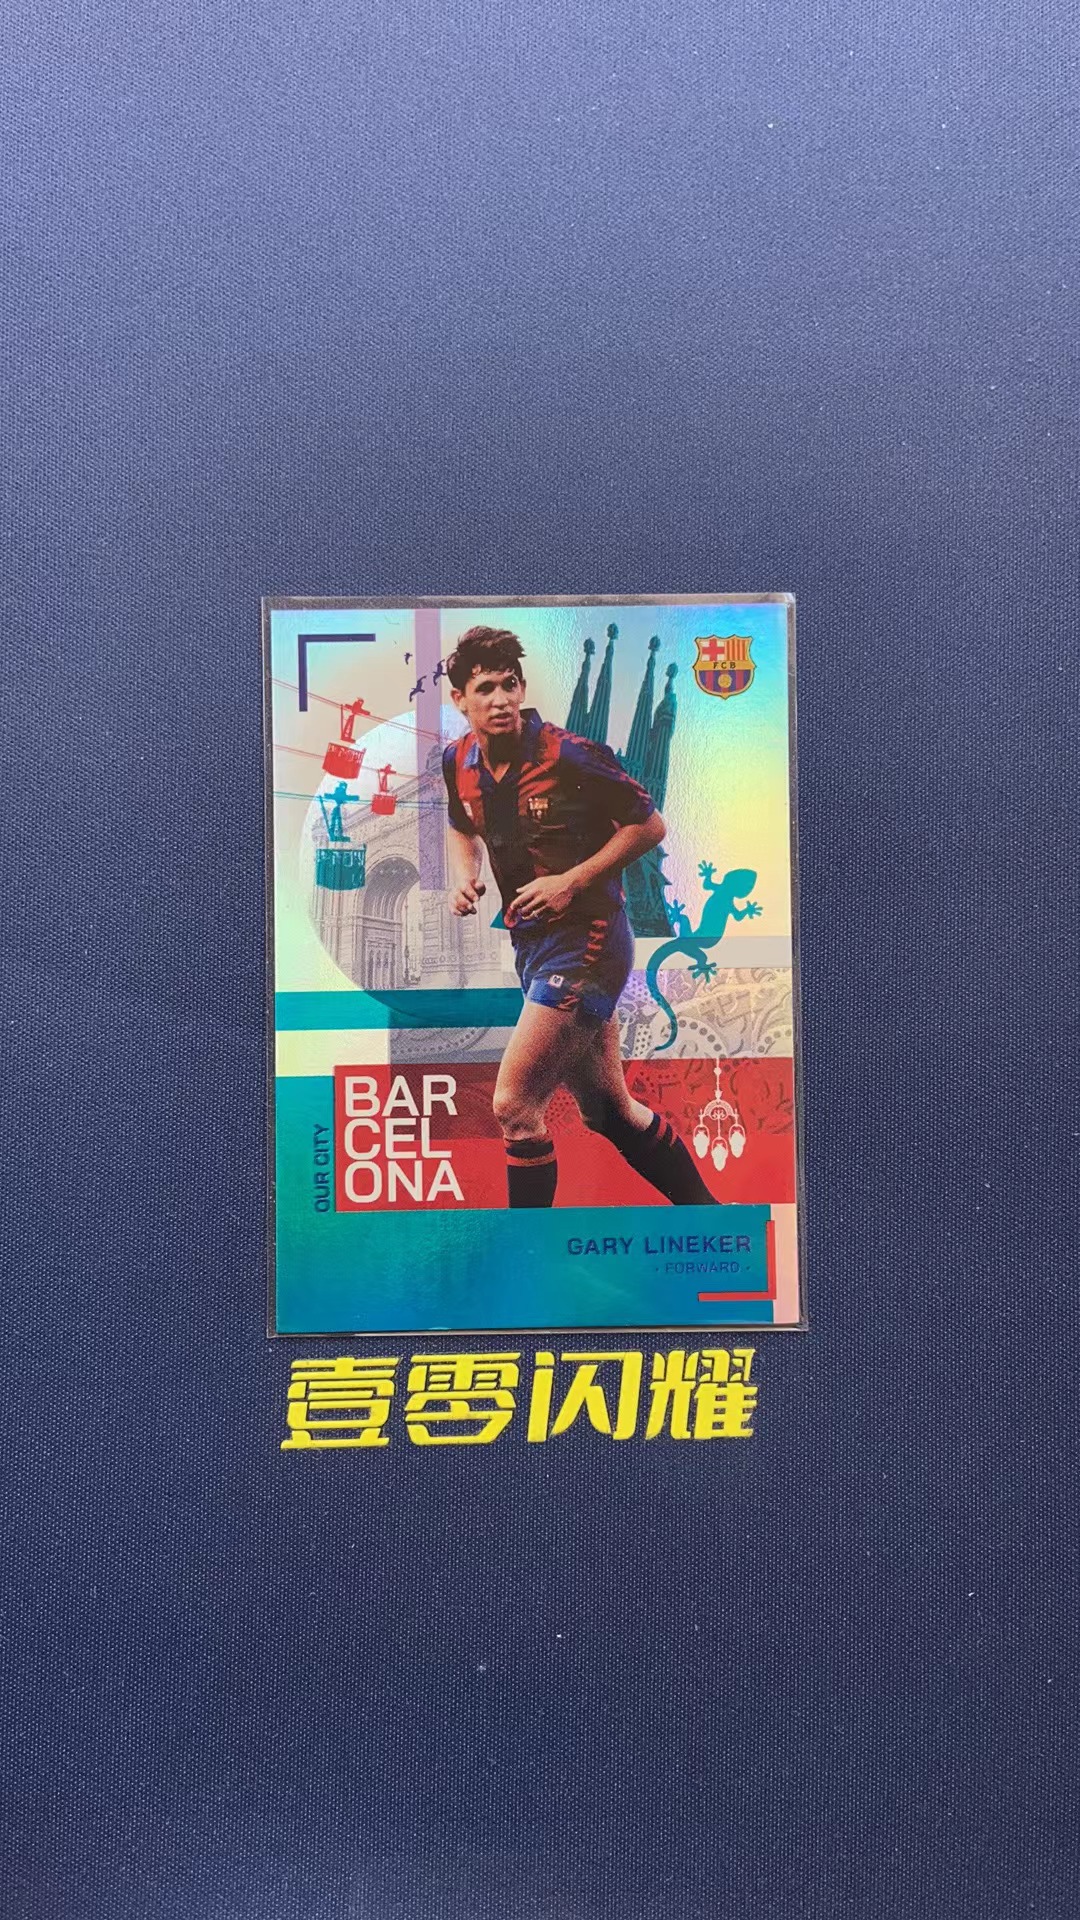 FCB
BAR
CEL
ONA
OUR CITY
GARY LINEKER
- FORWARD -
壹零闪耀